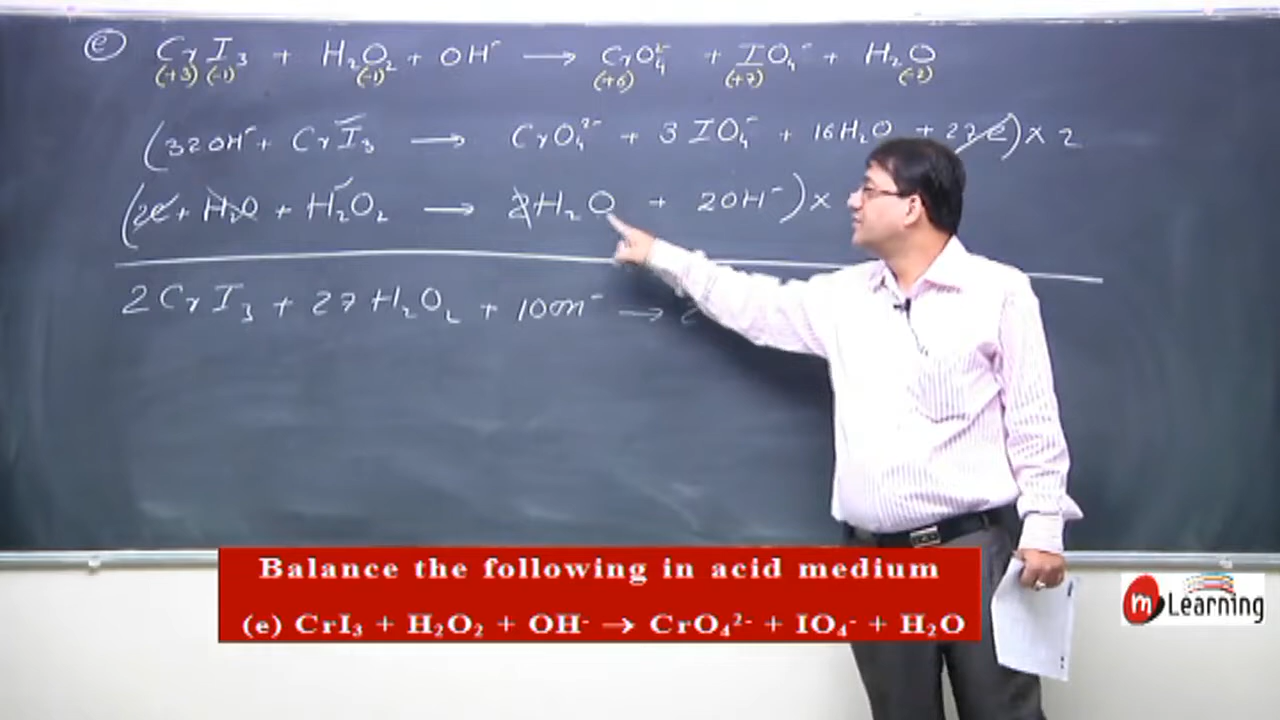 (e) CrI₃ + H₂O₂ + OH⁻ → CrO₄²⁻ + IO₄⁻ + H₂O
(+3) (-1) (-1) (+6) (+7) (-2)
(32OH⁻ + CrI₃ → CrO₄²⁻ + 3IO₄⁻ + 16H₂O + 27e) × 2
(2e + H₂O + H₂O₂ → 2H₂O + 2OH⁻) ×
2CrI₃ + 27H₂O₂ + 10OH⁻ → 2
Balance the following in acid medium
(e) CrI₃ + H₂O₂ + OH⁻ → CrO₄²⁻ + IO₄⁻ + H₂O
m Learning